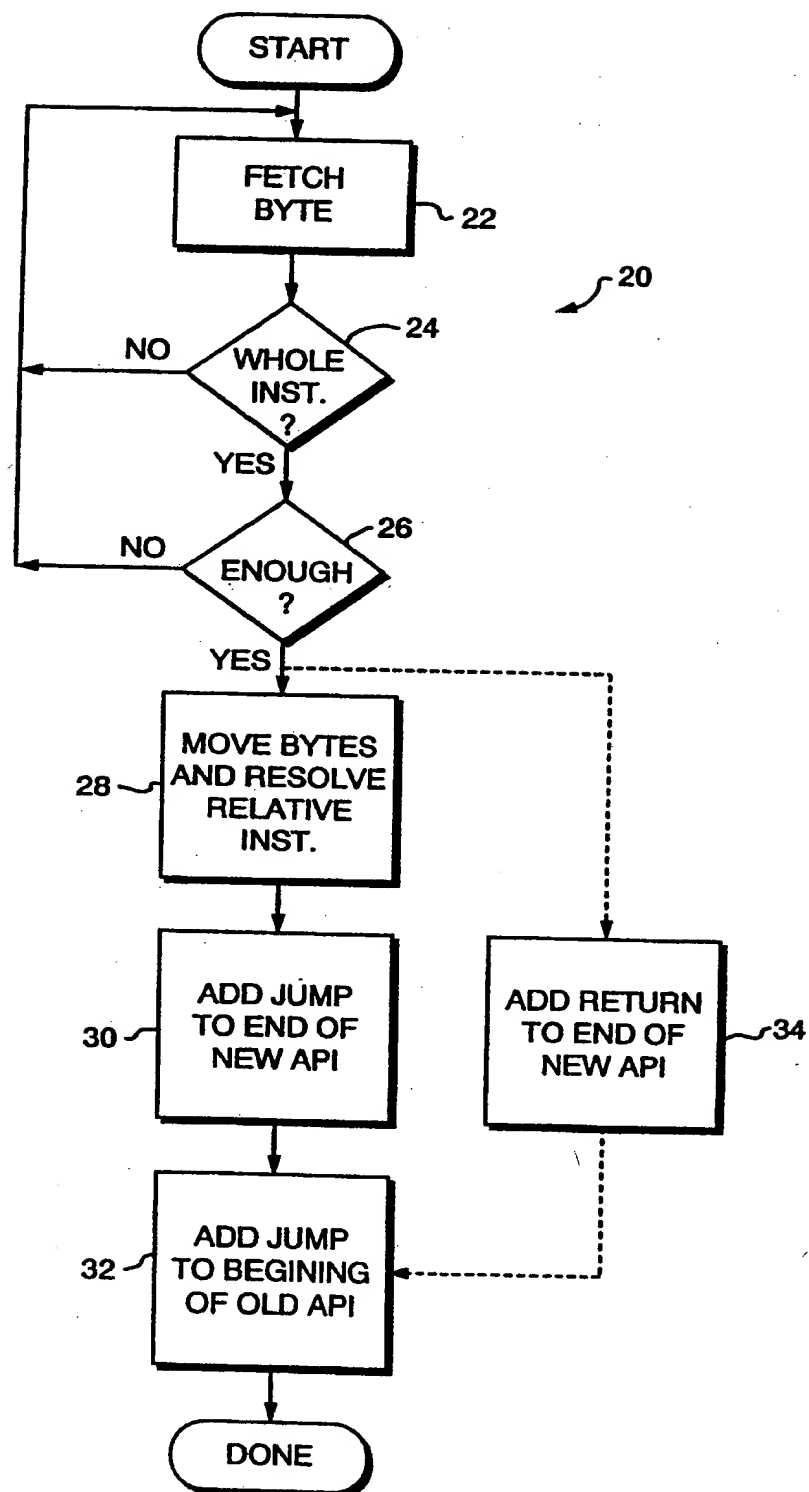 START
FETCH
BYTE
22
20
24
NO
WHOLE
INST.
?
YES
26
NO
ENOUGH
?
YES
28
MOVE BYTES
AND RESOLVE
RELATIVE
INST.
30
ADD JUMP
TO END OF
NEW API
ADD RETURN
TO END OF
NEW API
34
32
ADD JUMP
TO BEGINING
OF OLD API
DONE